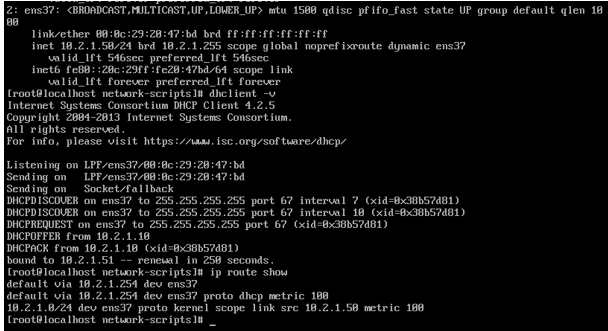 2: ens37: <BROADCAST,MULTICAST,UP,LOWER_UP> mtu 1500 qdisc pfifo_fast state UP group default qlen 10
00
link/ether 00:0c:29:20:47:bd brd ff:ff:ff:ff:ff:ff
inet 10.2.1.50/24 brd 10.2.1.255 scope global noprefixroute dynamic ens37
valid_lft 546sec preferred_lft 546sec
inet6 fe80::20c:29ff:fe20:47bd/64 scope link
valid_lft forever preferred_lft forever
[root@localhost network-scripts]# dhclient -v
Internet Systems Consortium DHCP Client 4.2.5
Copyright 2004-2013 Internet Systems Consortium.
All rights reserved.
For info, please visit https://www.isc.org/software/dhcp/
Listening on LPF/ens37/00:0c:29:20:47:bd
Sending on   LPF/ens37/00:0c:29:20:47:bd
Sending on   Socket/fallback
DHCPDISCOVER on ens37 to 255.255.255.255 port 67 interval 7 (xid=0x38b57d81)
DHCPDISCOVER on ens37 to 255.255.255.255 port 67 interval 10 (xid=0x38b57d81)
DHCPREQUEST on ens37 to 255.255.255.255 port 67 (xid=0x38b57d81)
DHCPOFFER from 10.2.1.10
DHCPACK from 10.2.1.10 (xid=0x38b57d81)
bound to 10.2.1.51 -- renewal in 250 seconds.
[root@localhost network-scripts]# ip route show
default via 10.2.1.254 dev ens37
default via 10.2.1.254 dev ens37 proto dhcp metric 100
10.2.1.0/24 dev ens37 proto kernel scope link src 10.2.1.50 metric 100
[root@localhost network-scripts]# _